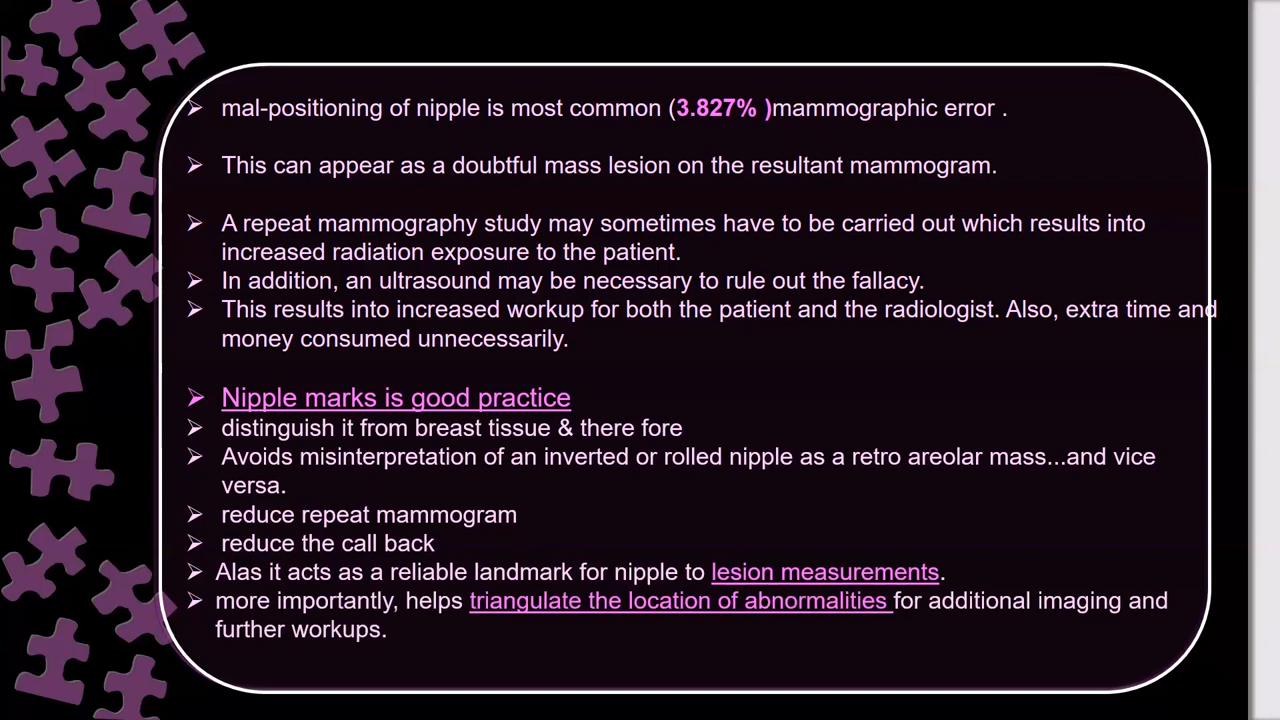 ➢ mal-positioning of nipple is most common (3.827% )mammographic error .
➢ This can appear as a doubtful mass lesion on the resultant mammogram.
➢ A repeat mammography study may sometimes have to be carried out which results into
increased radiation exposure to the patient.
➢ In addition, an ultrasound may be necessary to rule out the fallacy.
➢ This results into increased workup for both the patient and the radiologist. Also, extra time and
money consumed unnecessarily.
➢ Nipple marks is good practice
➢ distinguish it from breast tissue & there fore
➢ Avoids misinterpretation of an inverted or rolled nipple as a retro areolar mass...and vice
versa.
➢ reduce repeat mammogram
➢ reduce the call back
➢ Alas it acts as a reliable landmark for nipple to lesion measurements.
➢ more importantly, helps triangulate the location of abnormalities for additional imaging and
further workups.